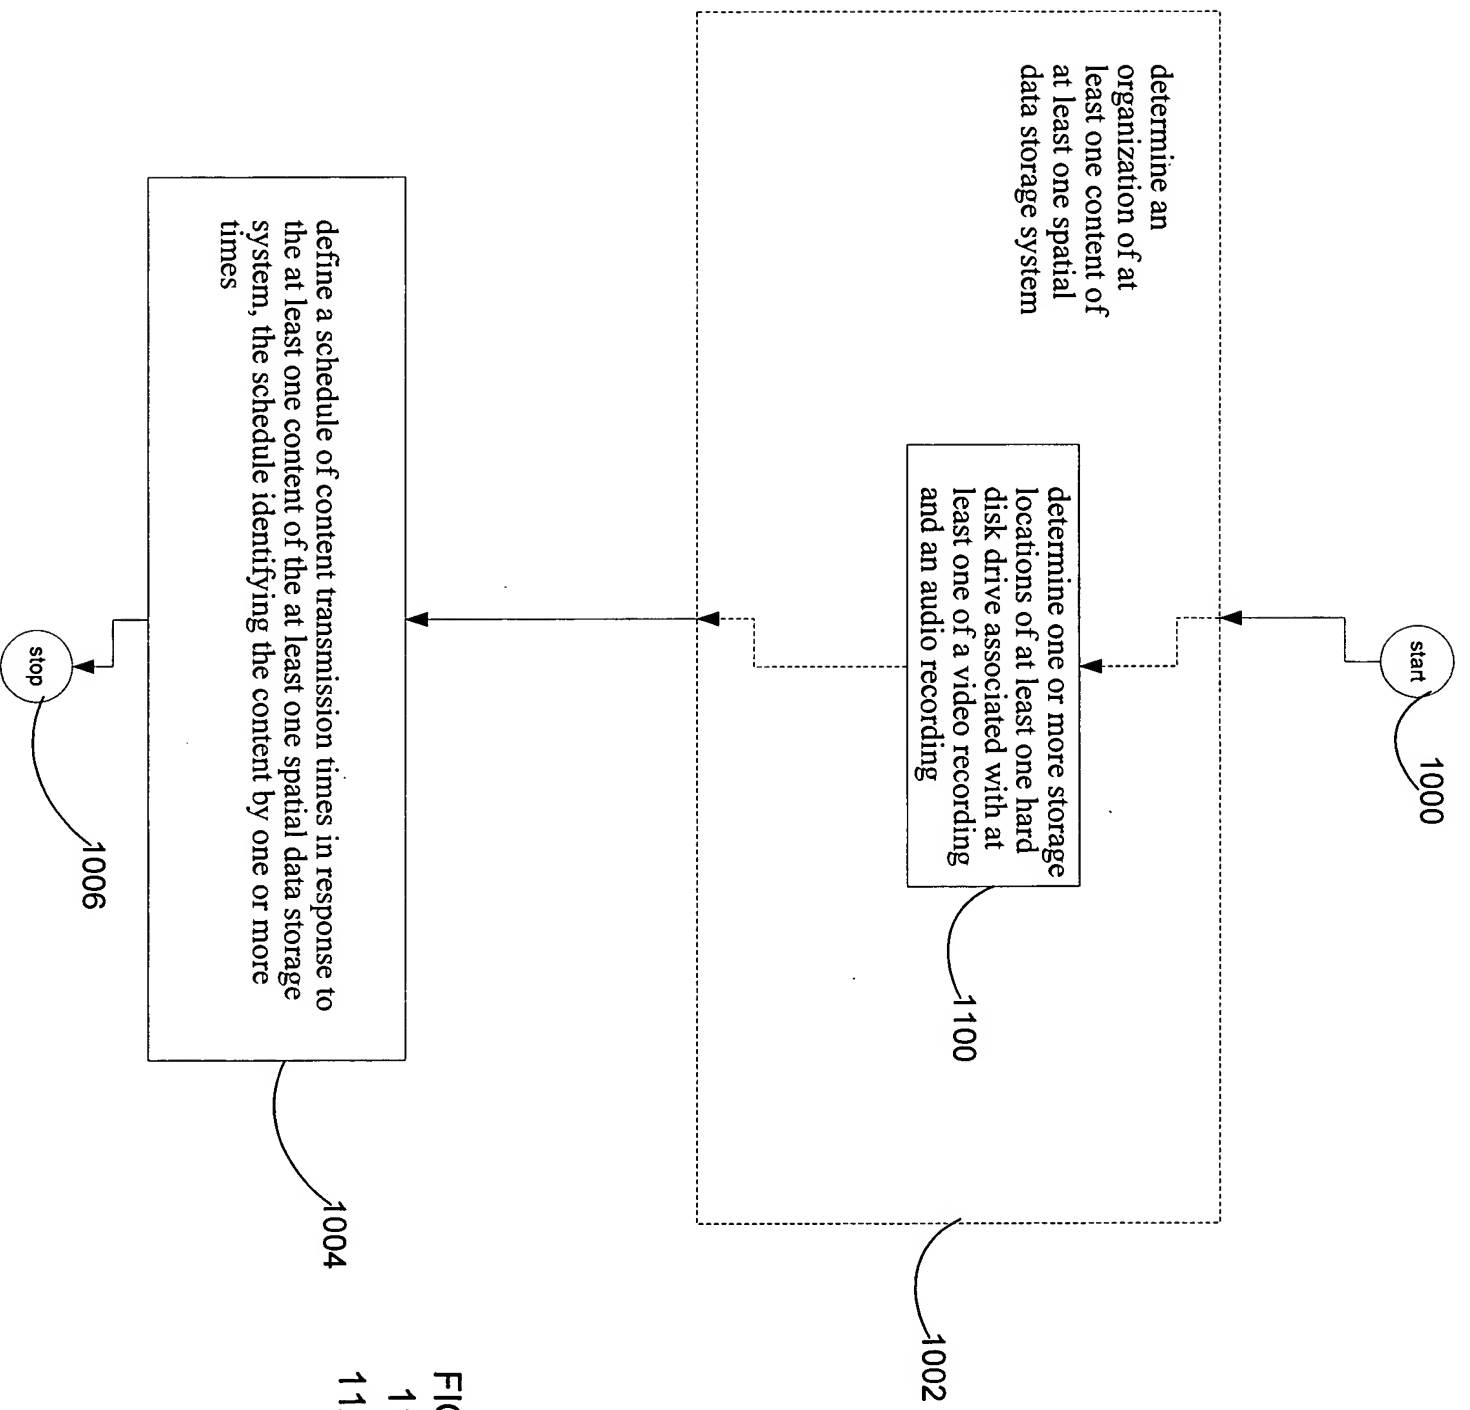 start
1000
determine an
organization of at
least one content of
at least one spatial
data storage system
determine one or more storage
locations of at least one hard
disk drive associated with at
least one of a video recording
and an audio recording
1100
1002
define a schedule of content transmission times in response to
the at least one content of the at least one spatial data storage
system, the schedule identifying the content by one or more
times
1004
stop
1006